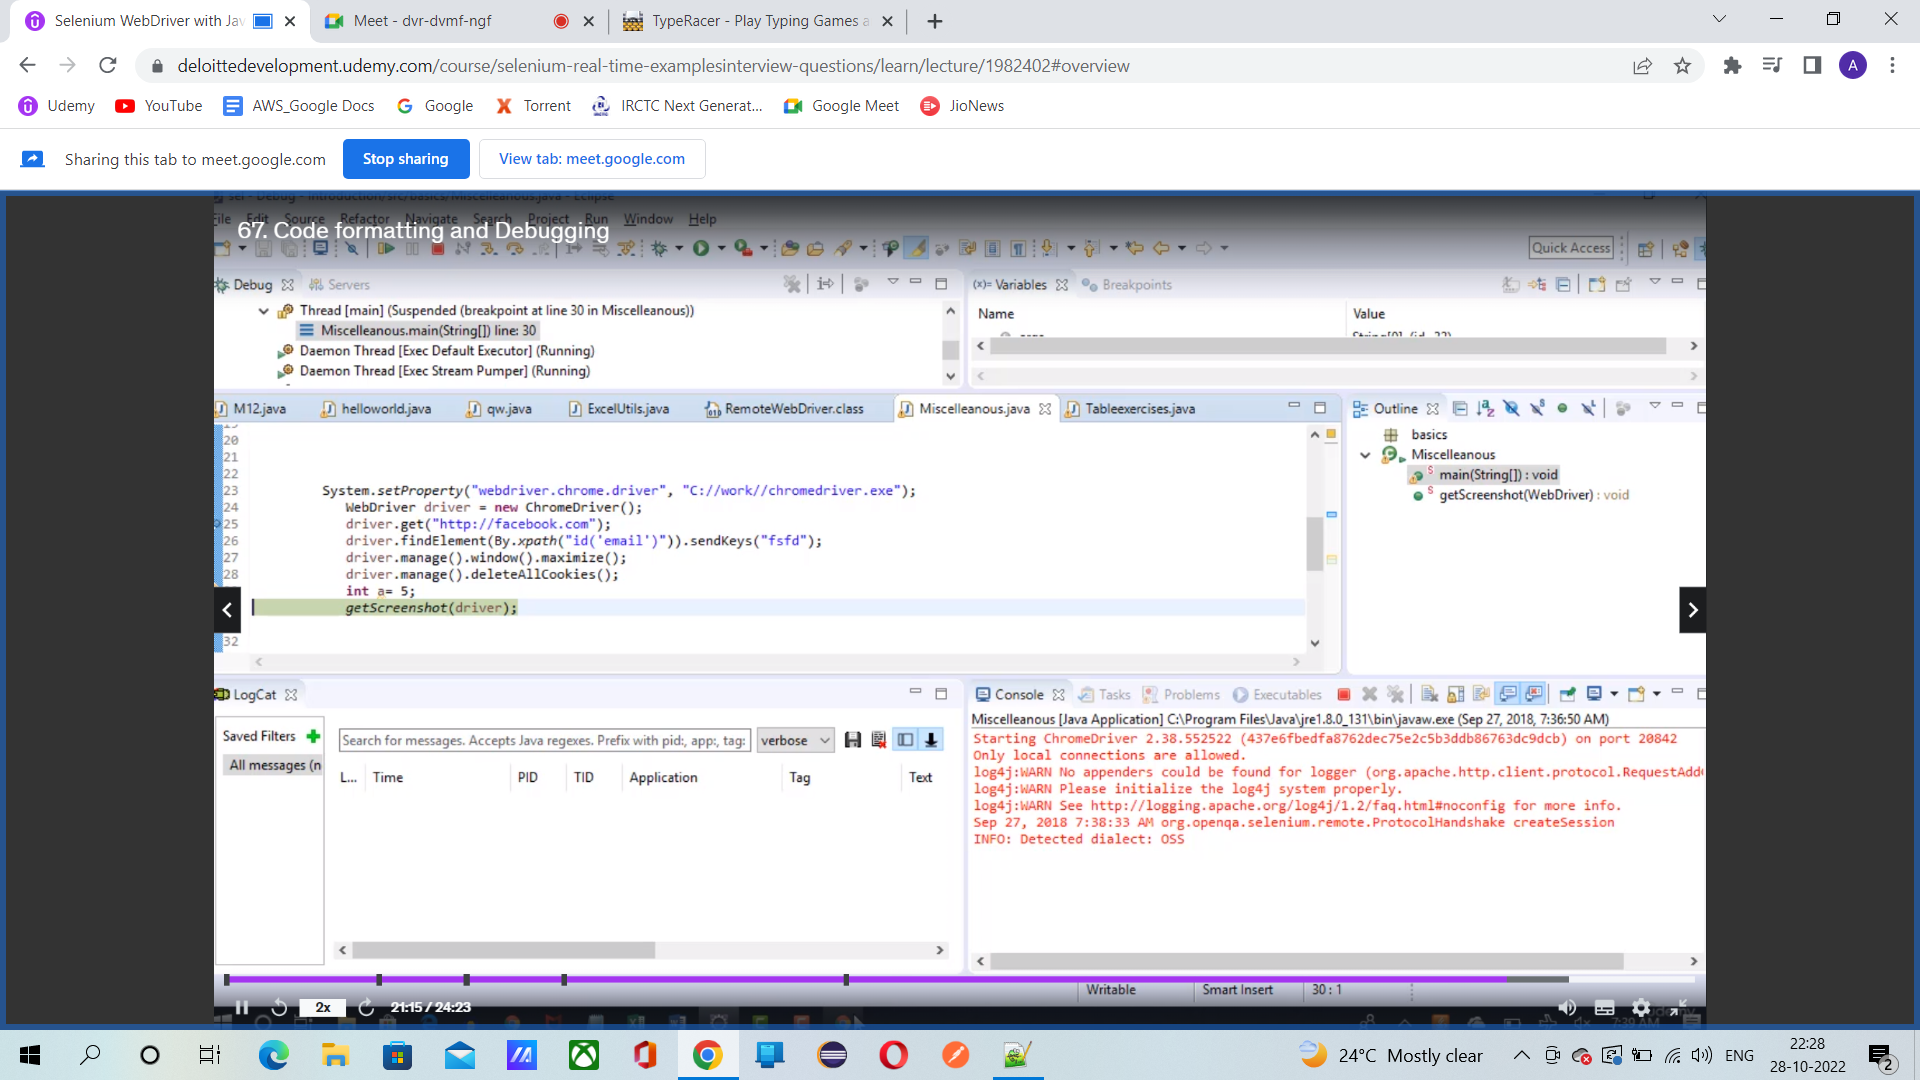 Selenium WebDriver with Jav
Meet - dvr-dvmf-ngf
TypeRacer - Play Typing Games a
deloittedevelopment.udemy.com/course/selenium-real-time-examplesinterview-questions/learn/lecture/1982402#overview
A
Udemy
YouTube
AWS_Google Docs
Google
Torrent
IRCTC Next Generat...
Google Meet
JioNews
Sharing this tab to meet.google.com
Stop sharing
View tab: meet.google.com
File Edit Source Refactor Navigate Search Project Run Window Help
67. Code formatting and Debugging
Quick Access
Debug
Servers
Thread [main] (Suspended (breakpoint at line 30 in Miscelleanous))
Miscelleanous.main(String[]) line: 30
Daemon Thread [Exec Default Executor] (Running)
Daemon Thread [Exec Stream Pumper] (Running)
(x)= Variables
Breakpoints
Name Value
M12.java
helloworld.java
qw.java
ExcelUtils.java
RemoteWebDriver.class
Miscelleanous.java
Tableexercises.java
20
21
22
23 System.setProperty("webdriver.chrome.driver", "C://work//chromedriver.exe");
24 WebDriver driver = new ChromeDriver();
25 driver.get("http://facebook.com");
26 driver.findElement(By.xpath("id('email')")).sendKeys("fsfd");
27 driver.manage().window().maximize();
28 driver.manage().deleteAllCookies();
int a= 5;
getScreenshot(driver);
32
Outline
basics
Miscelleanous
main(String[]) : void
getScreenshot(WebDriver) : void
LogCat
Saved Filters
All messages (n
Search for messages. Accepts Java regexes. Prefix with pid:, app:, tag:
verbose
L... Time PID TID Application Tag Text
Console
Tasks
Problems
Executables
Miscelleanous [Java Application] C:\Program Files\Java\jre1.8.0_131\bin\javaw.exe (Sep 27, 2018, 7:36:50 AM)
Starting ChromeDriver 2.38.552522 (437e6fbedfa8762dec75e2c5b3ddb86763dc9dcb) on port 20842
Only local connections are allowed.
log4j:WARN No appenders could be found for logger (org.apache.http.client.protocol.RequestAdd
log4j:WARN Please initialize the log4j system properly.
log4j:WARN See http://logging.apache.org/log4j/1.2/faq.html#noconfig for more info.
Sep 27, 2018 7:38:33 AM org.openqa.selenium.remote.ProtocolHandshake createSession
INFO: Detected dialect: OSS
Writable
Smart Insert
30 : 1
2x
21:15 / 24:23
24°C Mostly clear
ENG
22:28
28-10-2022
2